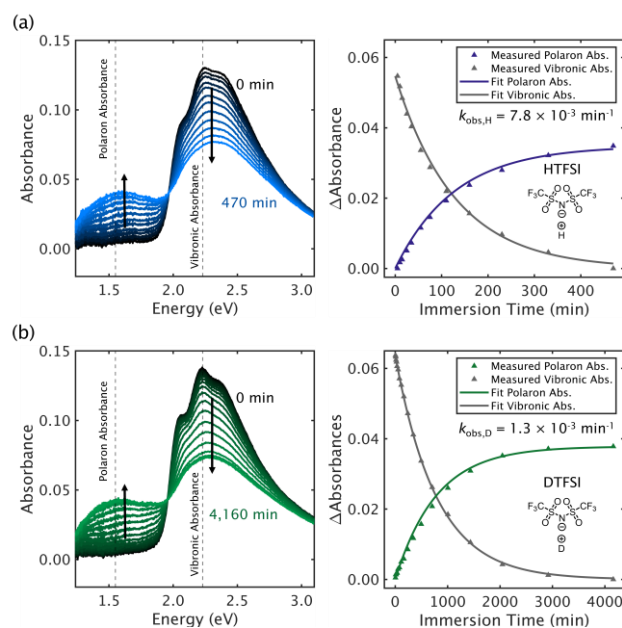 (a)
Absorbance
0.15
0.10
0.05
0.00
Polaron Absorbance
Vibronic Absorbance
0 min
470 min
1.5 2.0 2.5 3.0
Energy (eV)
ΔAbsorbance
0.06
0.04
0.02
0.00
Measured Polaron Abs.
Measured Vibronic Abs.
Fit Polaron Abs.
Fit Vibronic Abs.
kobs,H = 7.8 × 10-3 min-1
HTFSI
O O
F3C S S CF3
O N O
⊖
⊕
H
0 100 200 300 400
Immersion Time (min)
(b)
Absorbance
0.15
0.10
0.05
0.00
Polaron Absorbance
Vibronic Absorbance
0 min
4,160 min
1.5 2.0 2.5 3.0
Energy (eV)
ΔAbsorbances
0.06
0.04
0.02
0.00
Measured Polaron Abs.
Measured Vibronic Abs.
Fit Polaron Abs.
Fit Vibronic Abs.
kobs,D = 1.3 × 10-3 min-1
DTFSI
O O
F3C S S CF3
O N O
⊖
⊕
D
0 1000 2000 3000 4000
Immersion Time (min)